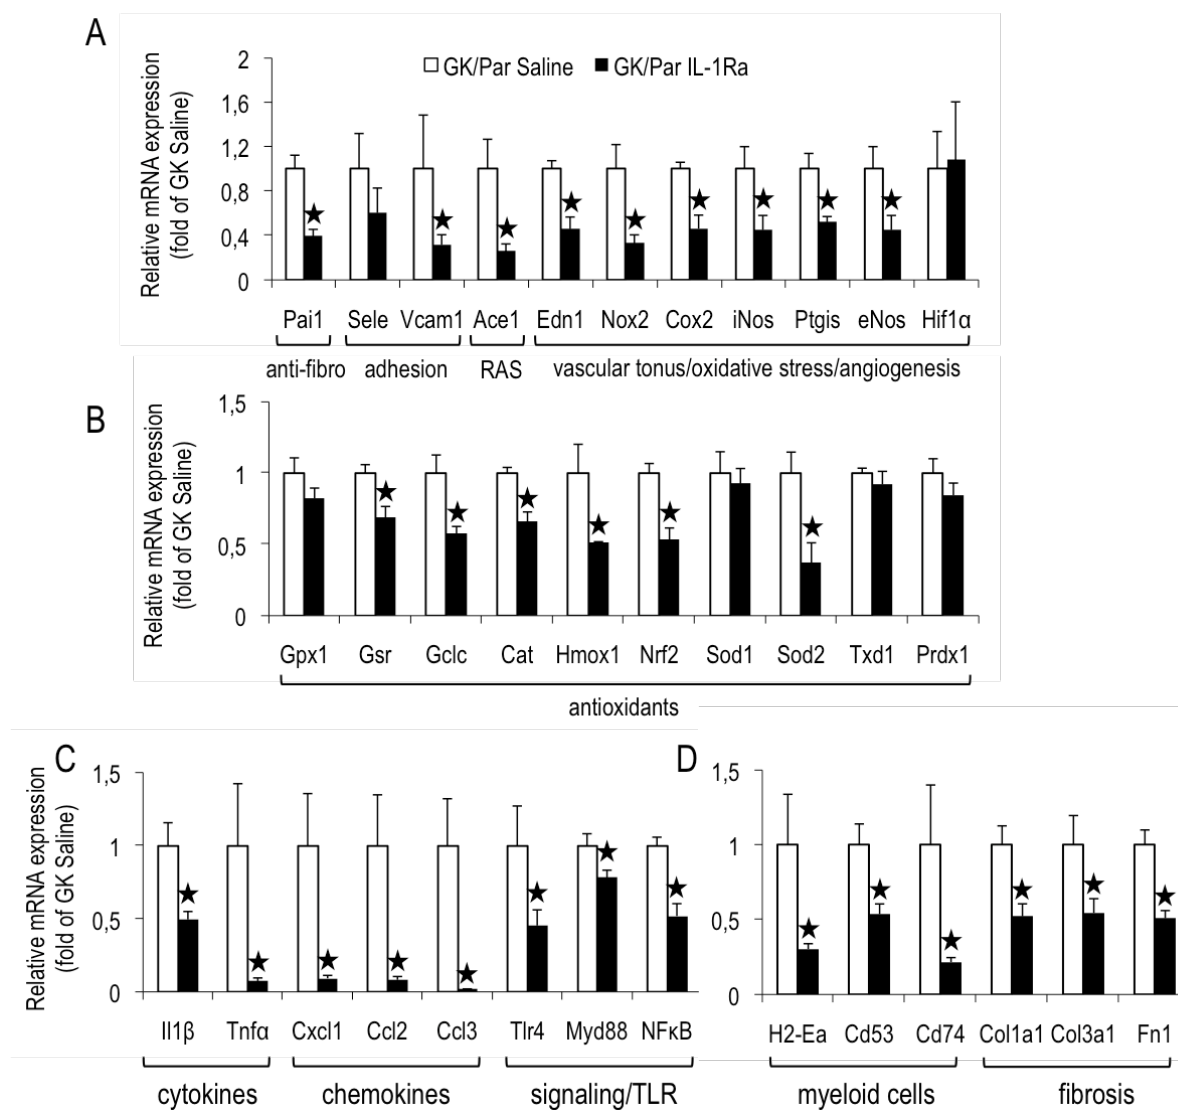 A
Relative mRNA expression
(fold of GK Saline)
2
1,6
1,2
0,8
0,4
0
GK/Par Saline GK/Par IL-1Ra
Pai1 Sele Vcam1 Ace1 Edn1 Nox2 Cox2 iNos Ptgis eNos Hif1α
anti-fibro adhesion RAS vascular tonus/oxidative stress/angiogenesis
B
Relative mRNA expression
(fold of GK Saline)
1,5
1
0,5
0
Gpx1 Gsr Gclc Cat Hmox1 Nrf2 Sod1 Sod2 Txd1 Prdx1
antioxidants
C
Relative mRNA expression
(fold of GK Saline)
1,5
1
0,5
0
Il1β Tnfα Cxcl1 Ccl2 Ccl3 Tlr4 Myd88 NFκB
cytokines chemokines signaling/TLR
D
1,5
1
0,5
0
H2-Ea Cd53 Cd74 Col1a1 Col3a1 Fn1
myeloid cells fibrosis